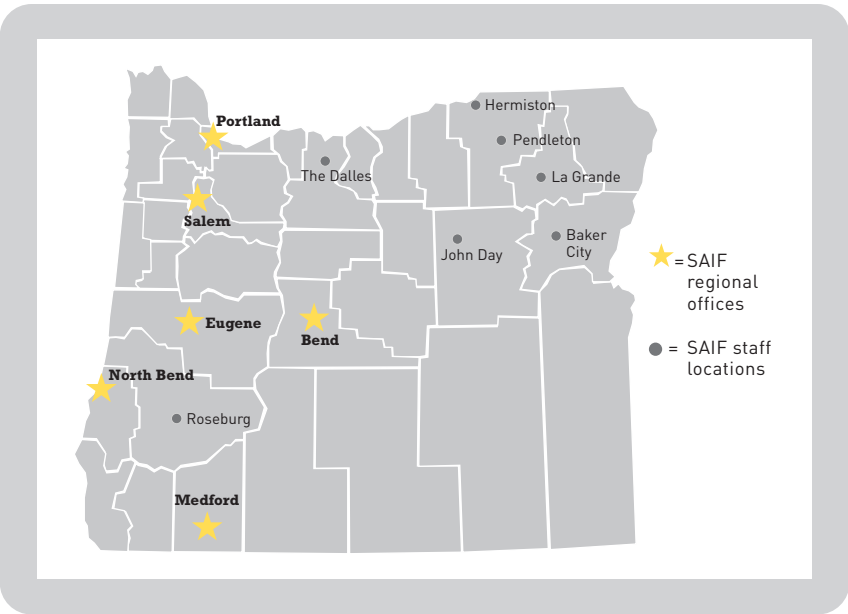 Hermiston
Portland
Pendleton
The Dalles
La Grande
Salem
Baker
City
John Day
= SAIF
regional
offices
Eugene
Bend
= SAIF staff
locations
North Bend
Roseburg
Medford